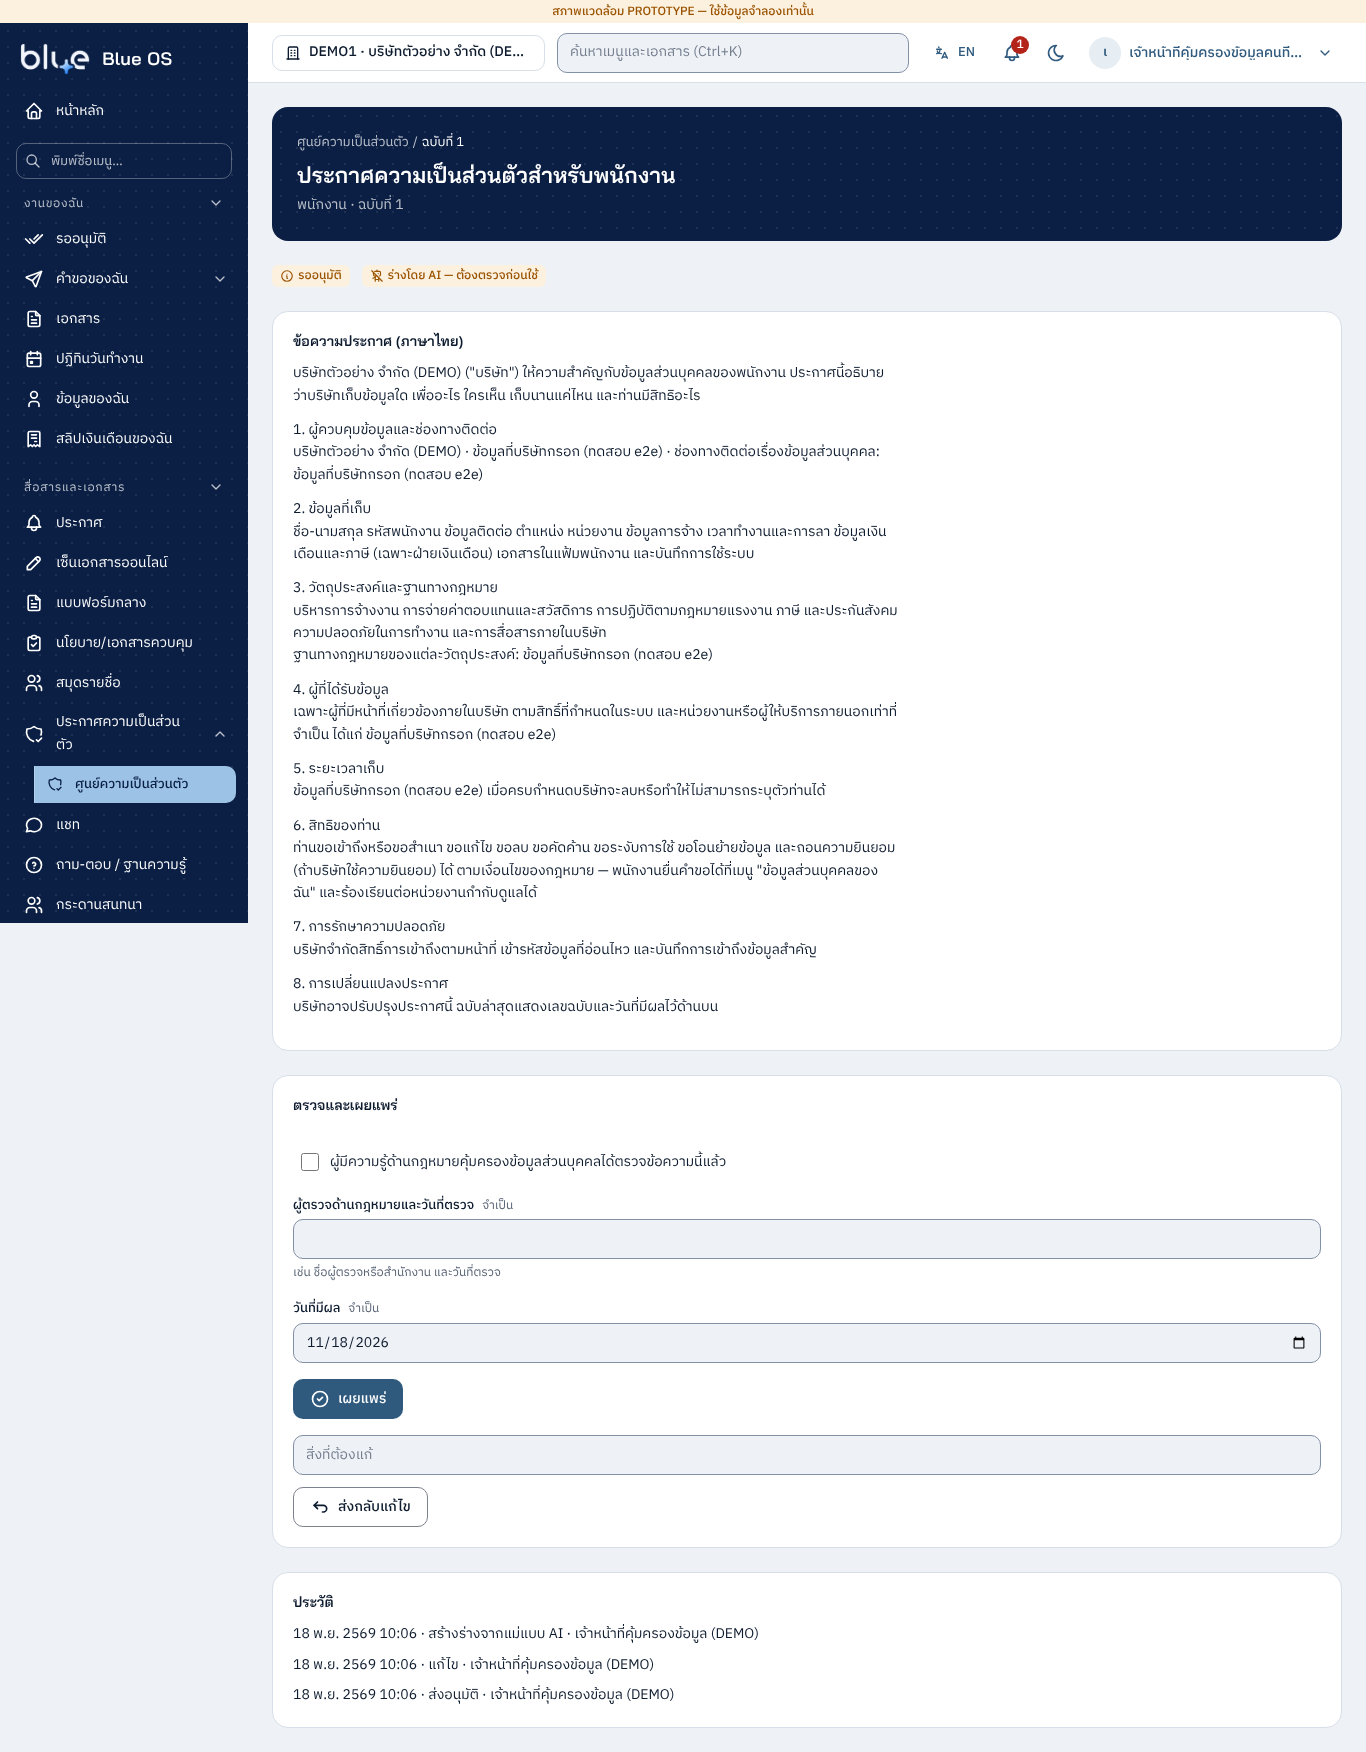 สภาพแวดล้อม PROTOTYPE — ใช้ข้อมูลจำลองเท่านั้น
blue Blue OS
DEMO1 · บริษัทตัวอย่าง จำกัด (DE...
ค้นหาเมนูและเอกสาร (Ctrl+K)
EN
1
เ
เจ้าหน้าที่คุ้มครองข้อมูลคนที่...
หน้าหลัก
พิมพ์ชื่อเมนู...
งานของฉัน
รออนุมัติ
คำขอของฉัน
เอกสาร
ปฏิทินวันทำงาน
ข้อมูลของฉัน
สลิปเงินเดือนของฉัน
สื่อสารและเอกสาร
ประกาศ
เซ็นเอกสารออนไลน์
แบบฟอร์มกลาง
นโยบาย/เอกสารควบคุม
สมุดรายชื่อ
ประกาศความเป็นส่วน
ตัว
ศูนย์ความเป็นส่วนตัว
แชท
ถาม-ตอบ / ฐานความรู้
กระดานสนทนา
ศูนย์ความเป็นส่วนตัว / ฉบับที่ 1
ประกาศความเป็นส่วนตัวสำหรับพนักงาน
พนักงาน · ฉบับที่ 1
รออนุมัติ
ร่างโดย AI — ต้องตรวจก่อนใช้
ข้อความประกาศ (ภาษาไทย)
บริษัทตัวอย่าง จำกัด (DEMO) ("บริษัท") ให้ความสำคัญกับข้อมูลส่วนบุคคลของพนักงาน ประกาศนี้อธิบาย
ว่าบริษัทเก็บข้อมูลใด เพื่ออะไร ใครเห็น เก็บนานแค่ไหน และท่านมีสิทธิอะไร
1. ผู้ควบคุมข้อมูลและช่องทางติดต่อ
บริษัทตัวอย่าง จำกัด (DEMO) · ข้อมูลที่บริษัทกรอก (ทดสอบ e2e) · ช่องทางติดต่อเรื่องข้อมูลส่วนบุคคล:
ข้อมูลที่บริษัทกรอก (ทดสอบ e2e)
2. ข้อมูลที่เก็บ
ชื่อ-นามสกุล รหัสพนักงาน ข้อมูลติดต่อ ตำแหน่ง หน่วยงาน ข้อมูลการจ้าง เวลาทำงานและการลา ข้อมูลเงิน
เดือนและภาษี (เฉพาะฝ่ายเงินเดือน) เอกสารในแฟ้มพนักงาน และบันทึกการใช้ระบบ
3. วัตถุประสงค์และฐานทางกฎหมาย
บริหารการจ้างงาน การจ่ายค่าตอบแทนและสวัสดิการ การปฏิบัติตามกฎหมายแรงงาน ภาษี และประกันสังคม
ความปลอดภัยในการทำงาน และการสื่อสารภายในบริษัท
ฐานทางกฎหมายของแต่ละวัตถุประสงค์: ข้อมูลที่บริษัทกรอก (ทดสอบ e2e)
4. ผู้ที่ได้รับข้อมูล
เฉพาะผู้ที่มีหน้าที่เกี่ยวข้องภายในบริษัท ตามสิทธิ์ที่กำหนดในระบบ และหน่วยงานหรือผู้ให้บริการภายนอกเท่าที่
จำเป็น ได้แก่ ข้อมูลที่บริษัทกรอก (ทดสอบ e2e)
5. ระยะเวลาเก็บ
ข้อมูลที่บริษัทกรอก (ทดสอบ e2e) เมื่อครบกำหนดบริษัทจะลบหรือทำให้ไม่สามารถระบุตัวท่านได้
6. สิทธิของท่าน
ท่านขอเข้าถึงหรือขอสำเนา ขอแก้ไข ขอลบ ขอคัดค้าน ขอระงับการใช้ ขอโอนย้ายข้อมูล และถอนความยินยอม
(ถ้าบริษัทใช้ความยินยอม) ได้ ตามเงื่อนไขของกฎหมาย — พนักงานยื่นคำขอได้ที่เมนู "ข้อมูลส่วนบุคคลของ
ฉัน" และร้องเรียนต่อหน่วยงานกำกับดูแลได้
7. การรักษาความปลอดภัย
บริษัทจำกัดสิทธิ์การเข้าถึงตามหน้าที่ เข้ารหัสข้อมูลที่อ่อนไหว และบันทึกการเข้าถึงข้อมูลสำคัญ
8. การเปลี่ยนแปลงประกาศ
บริษัทอาจปรับปรุงประกาศนี้ ฉบับล่าสุดแสดงเลขฉบับและวันที่มีผลไว้ด้านบน
ตรวจและเผยแพร่
ผู้มีความรู้ด้านกฎหมายคุ้มครองข้อมูลส่วนบุคคลได้ตรวจข้อความนี้แล้ว
ผู้ตรวจด้านกฎหมายและวันที่ตรวจ จำเป็น
เช่น ชื่อผู้ตรวจหรือสำนักงาน และวันที่ตรวจ
วันที่มีผล จำเป็น
11/18/2026
เผยแพร่
สิ่งที่ต้องแก้
ส่งกลับแก้ไข
ประวัติ
18 พ.ย. 2569 10:06 · สร้างร่างจากแม่แบบ AI · เจ้าหน้าที่คุ้มครองข้อมูล (DEMO)
18 พ.ย. 2569 10:06 · แก้ไข · เจ้าหน้าที่คุ้มครองข้อมูล (DEMO)
18 พ.ย. 2569 10:06 · ส่งอนุมัติ · เจ้าหน้าที่คุ้มครองข้อมูล (DEMO)